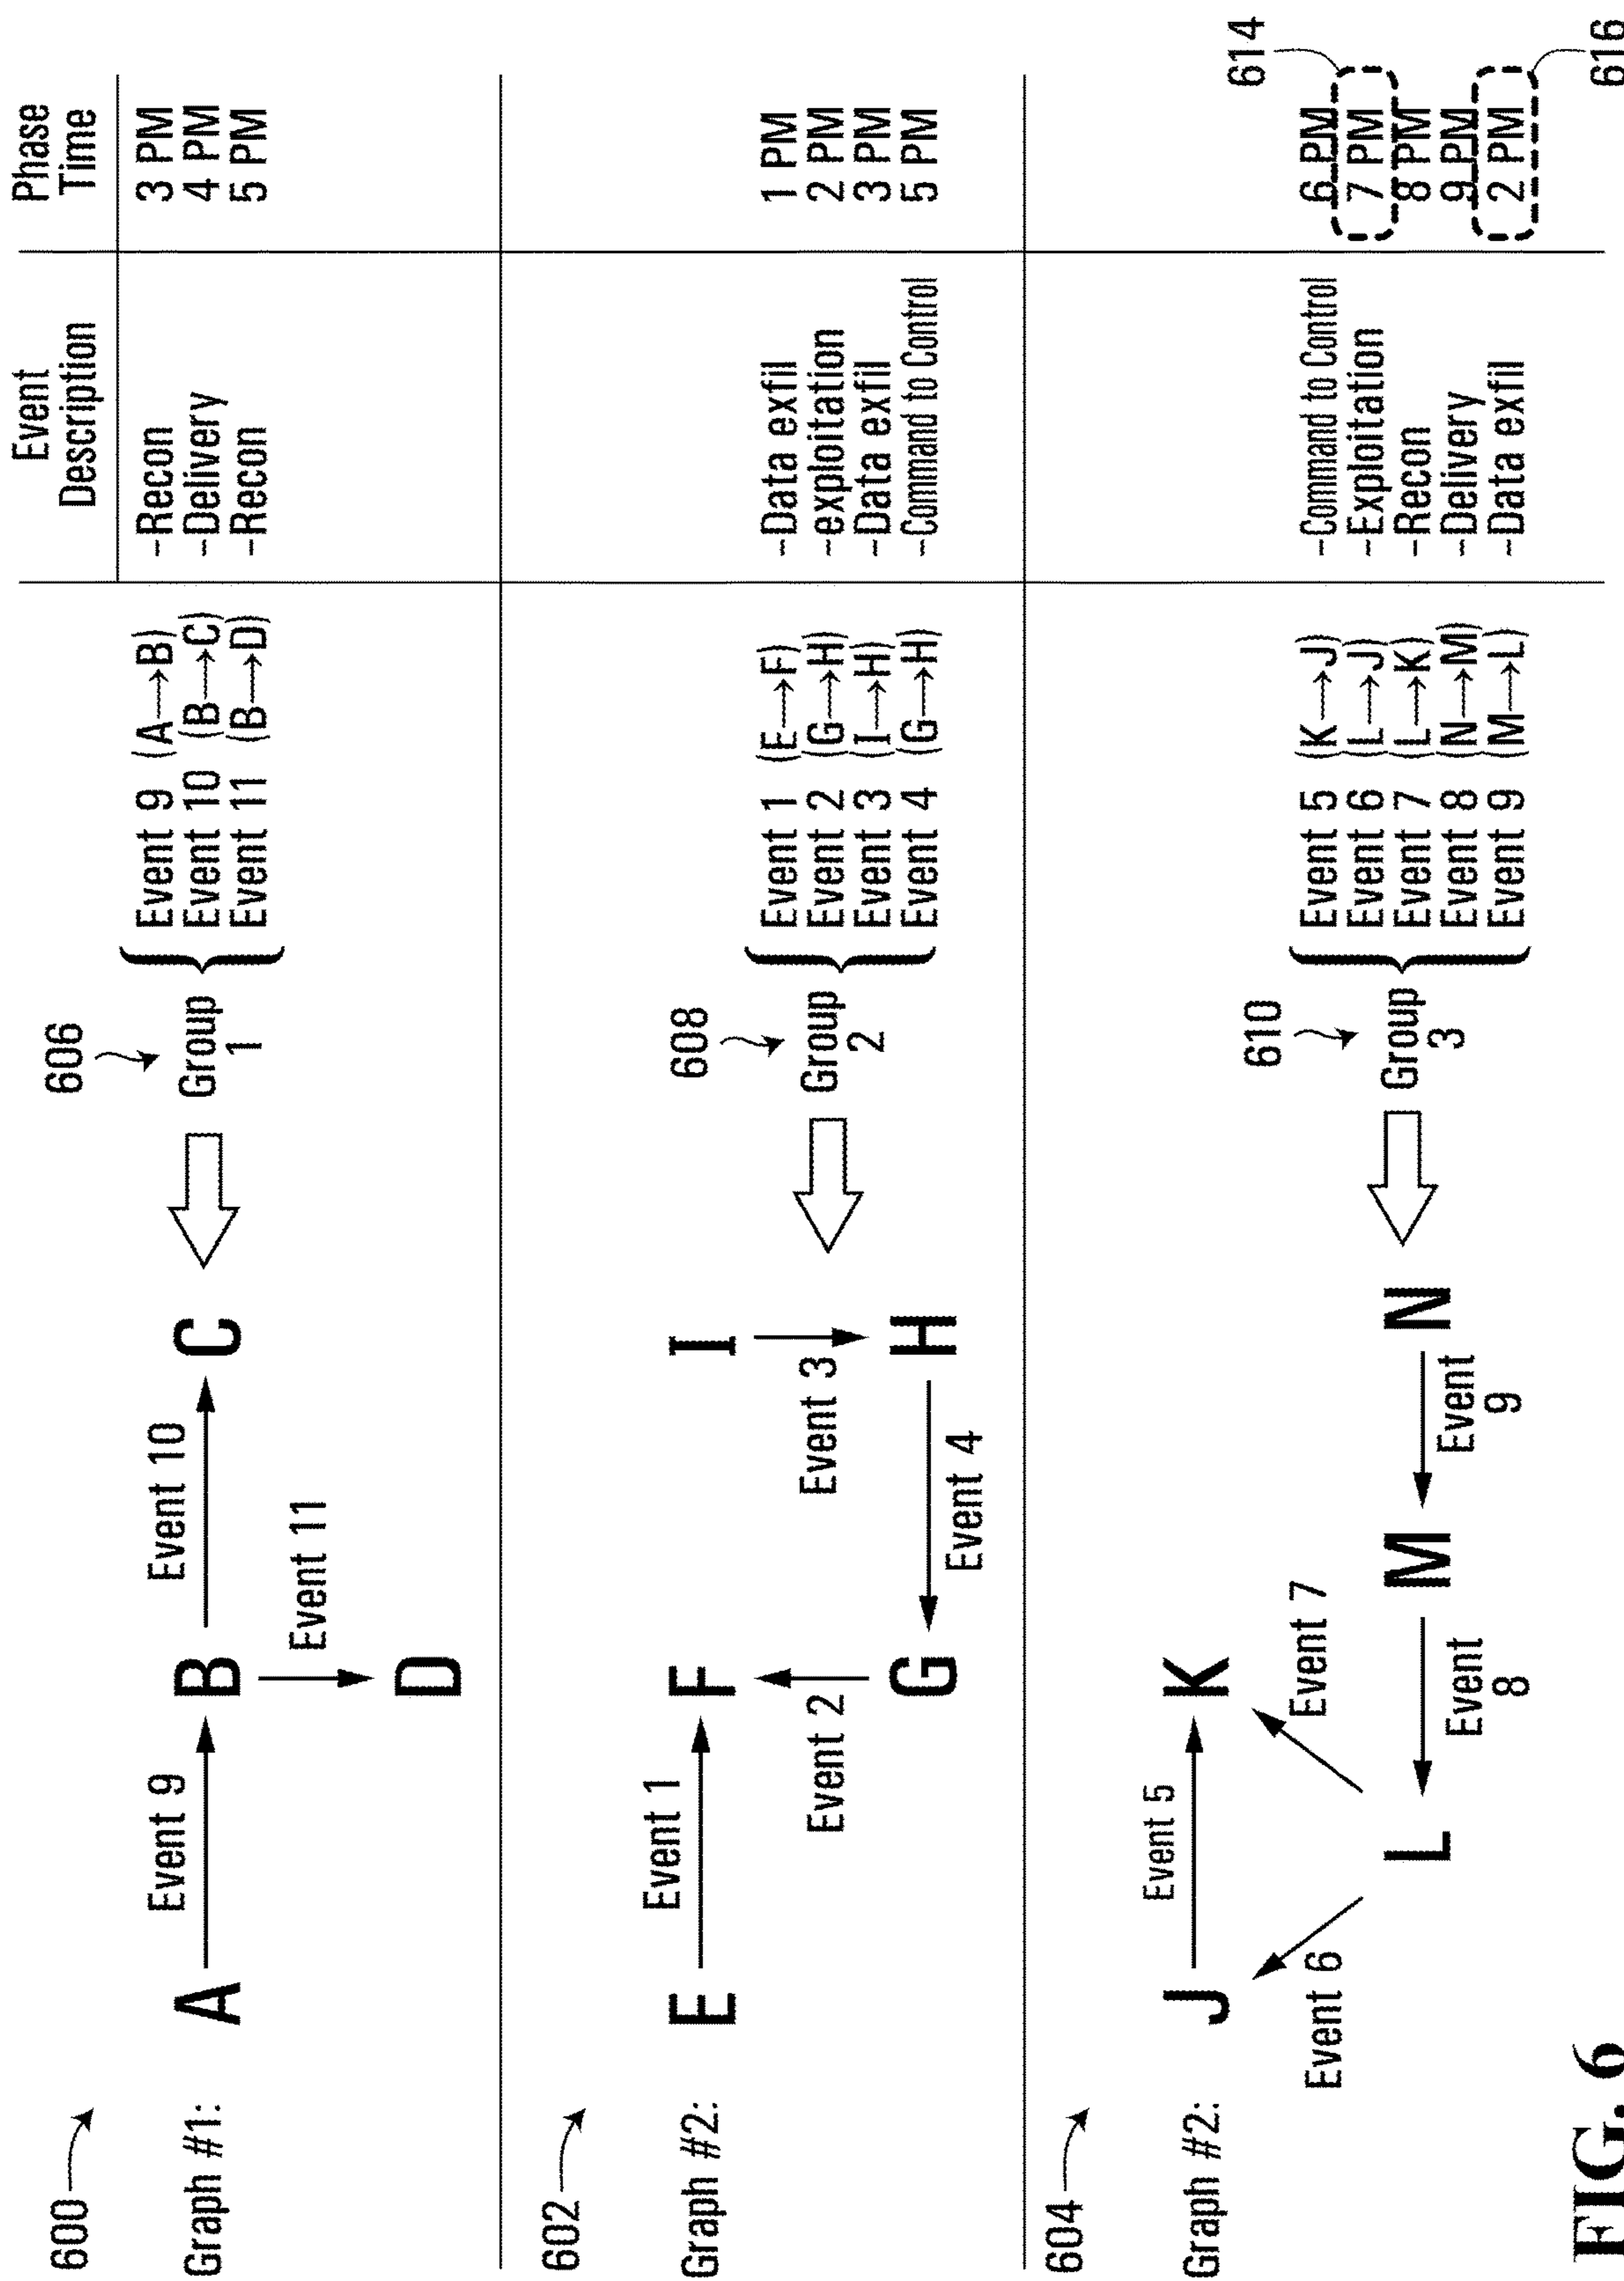 Event Description
Phase Time
600
Graph #1:
A
Event 9
B
Event 10
C
Event 11
D
606
Group 1
Event 9 (A→B) -Recon 3 PM
Event 10 (B→C) -Delivery 4 PM
Event 11 (B→D) -Recon 5 PM
602
Graph #2:
E
Event 1
F
Event 2
G
Event 4
H
Event 3
I
608
Group 2
Event 1 (E→F) -Data exfil 1 PM
Event 2 (G→H) -exploitation 2 PM
Event 3 (I→H) -Data exfil 3 PM
Event 4 (G→H) -Command to Control 5 PM
604
Graph #2:
J
Event 5
K
Event 6
L
Event 7
Event 8
M
Event 9
N
610
Group 3
Event 5 (K→J) -Command to Control 6 PM
Event 6 (L→J) -Exploitation 7 PM
Event 7 (L→K) -Recon 8 PM
Event 8 (N→M) -Delivery 9 PM
Event 9 (M→L) -Data exfil 2 PM
614
616
FIG. 6